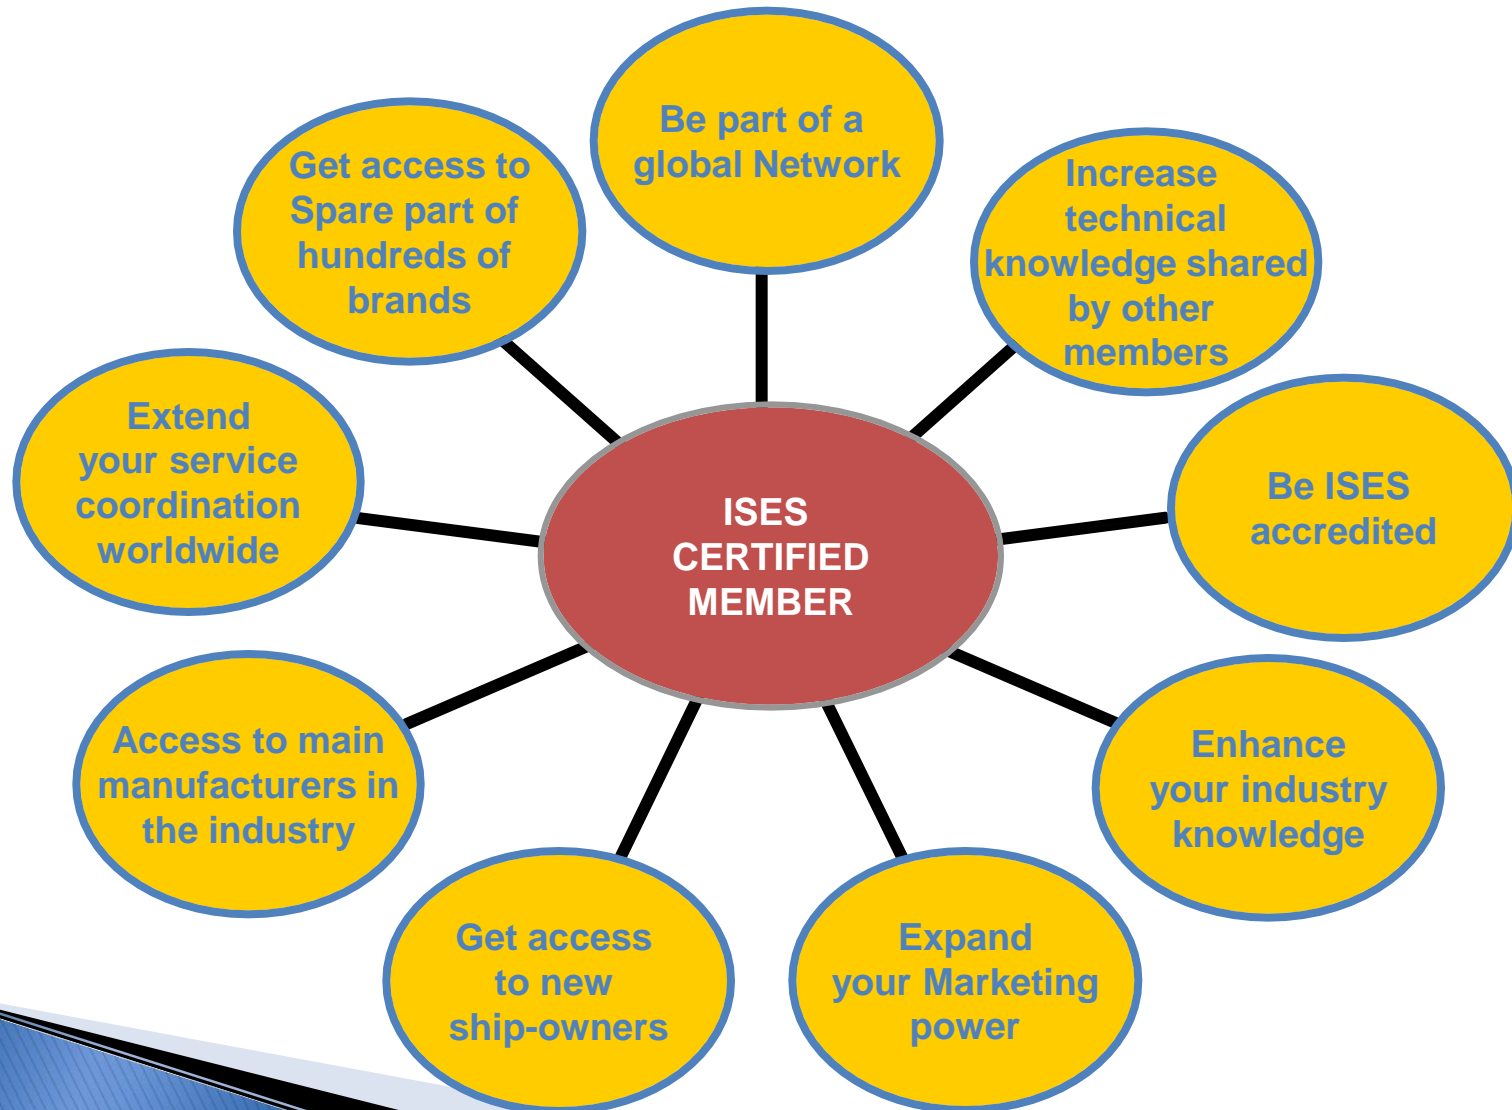 Be part of a
global Network
Get access to
Spare part of
hundreds of
brands
Increase
technical
knowledge shared
by other
members
Extend
your service
coordination
worldwide
ISES
CERTIFIED
MEMBER
Be ISES
accredited
Access to main
manufacturers in
the industry
Enhance
your industry
knowledge
Get access
to new
ship-owners
Expand
your Marketing
power